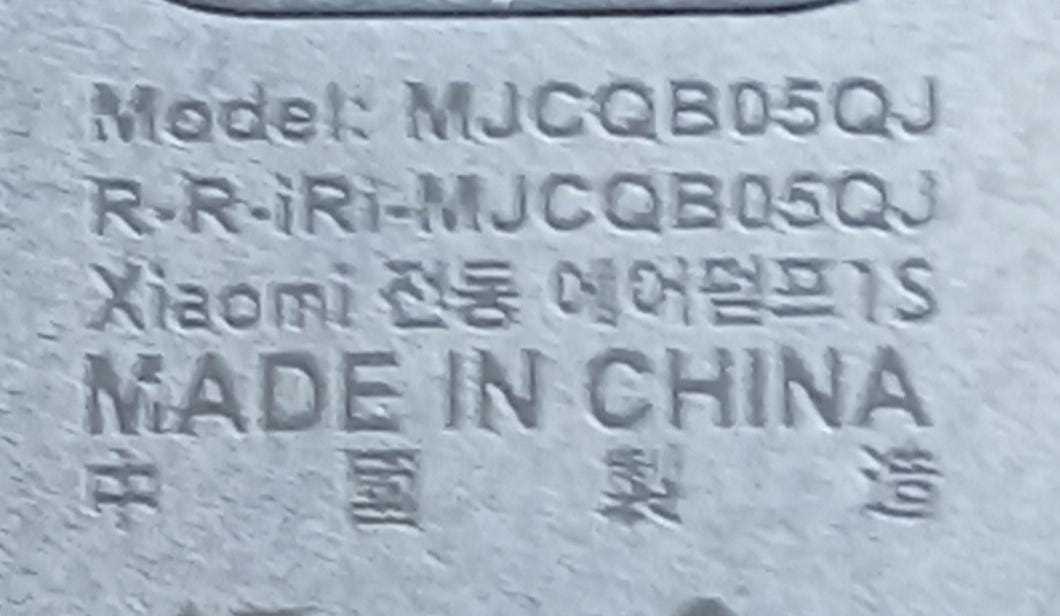 Model: MJCQB05QJ
R-R-iRi-MJCQB05QJ
Xiaomi 전동 에어펌프1S
MADE IN CHINA
中國製造